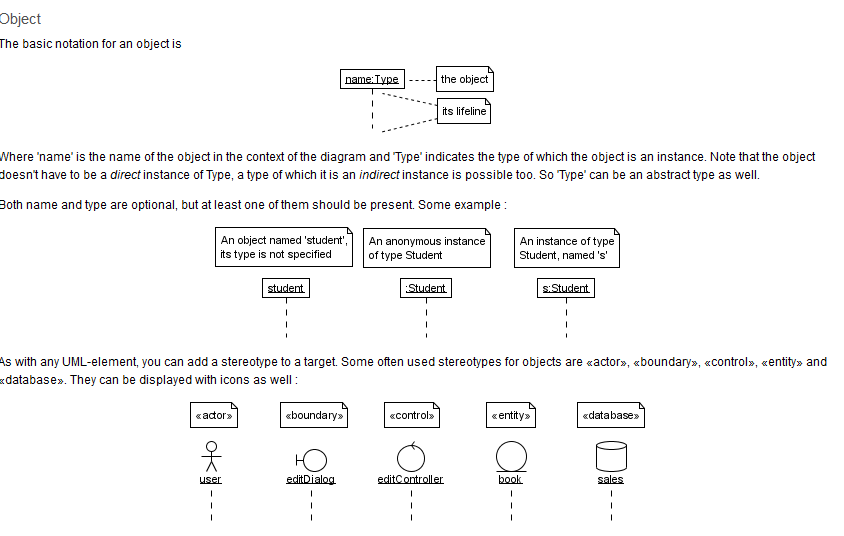 Object
The basic notation for an object is
name:Type
the object
its lifeline
Where 'name' is the name of the object in the context of the diagram and 'Type' indicates the type of which the object is an instance. Note that the object
doesn't have to be a direct instance of Type, a type of which it is an indirect instance is possible too. So 'Type' can be an abstract type as well.
Both name and type are optional, but at least one of them should be present. Some example :
An object named 'student',
its type is not specified
An anonymous instance
of type Student
An instance of type
Student, named 's'
student
:Student
s:Student
As with any UML-element, you can add a stereotype to a target. Some often used stereotypes for objects are «actor», «boundary», «control», «entity» and
«database». They can be displayed with icons as well :
«actor»
«boundary»
«control»
«entity»
«database»
user
editDialog
editController
book
sales